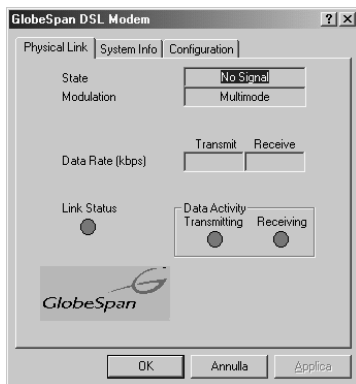 GlobeSpan DSL Modem
Physical Link System Info Configuration
State No Signal
Modulation Multimode
Transmit Receive
Data Rate (kbps)
Link Status
Data Activity
Transmitting Receiving
GlobeSpan
OK Annulla Applica